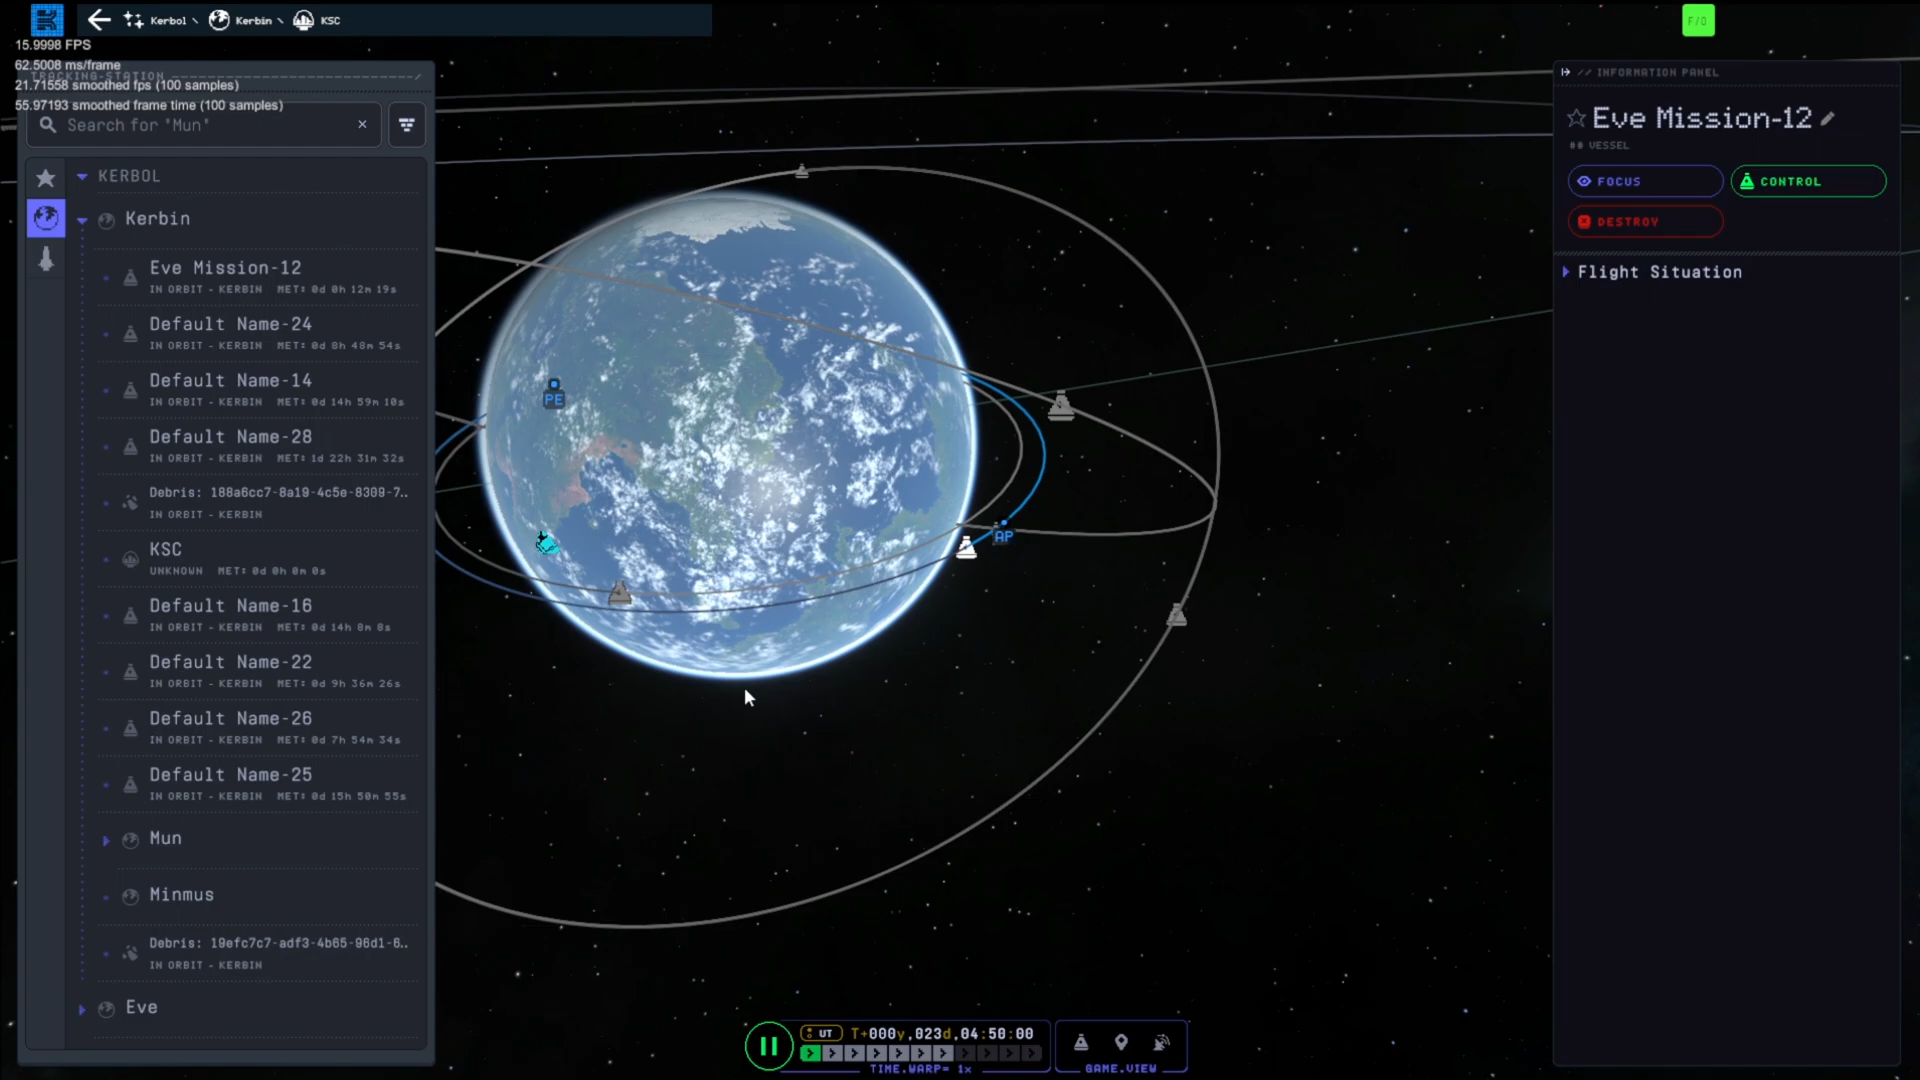 Kerbol \ Kerbin \ KSC
F/O
15.9998 FPS
62.5008 ms/frame
TRACKING-STATION
21.71558 smoothed fps (100 samples)
55.97193 smoothed frame time (100 samples)
Search for "Mun"
KERBOL
Kerbin
Eve Mission-12
IN ORBIT - KERBIN MET: 0d 0h 12m 19s
Default Name-24
IN ORBIT - KERBIN MET: 0d 8h 48m 54s
Default Name-14
IN ORBIT - KERBIN MET: 0d 14h 59m 10s
Default Name-28
IN ORBIT - KERBIN MET: 1d 22h 31m 32s
Debris: 188a6cc7-8a19-4c5e-8309-7..
IN ORBIT - KERBIN
KSC
UNKNOWN MET: 0d 0h 0m 0s
Default Name-16
IN ORBIT - KERBIN MET: 0d 14h 8m 8s
Default Name-22
IN ORBIT - KERBIN MET: 0d 9h 36m 26s
Default Name-26
IN ORBIT - KERBIN MET: 0d 7h 54m 34s
Default Name-25
IN ORBIT - KERBIN MET: 0d 15h 50m 55s
Mun
Minmus
Debris: 19efc7c7-adf3-4b65-96d1-6..
IN ORBIT - KERBIN
Eve
PE
AP
UT T+000y,023d,04:50:00
TIME.WARP= 1x
GAME.VIEW
// INFORMATION PANEL
Eve Mission-12
VESSEL
FOCUS
CONTROL
DESTROY
Flight Situation